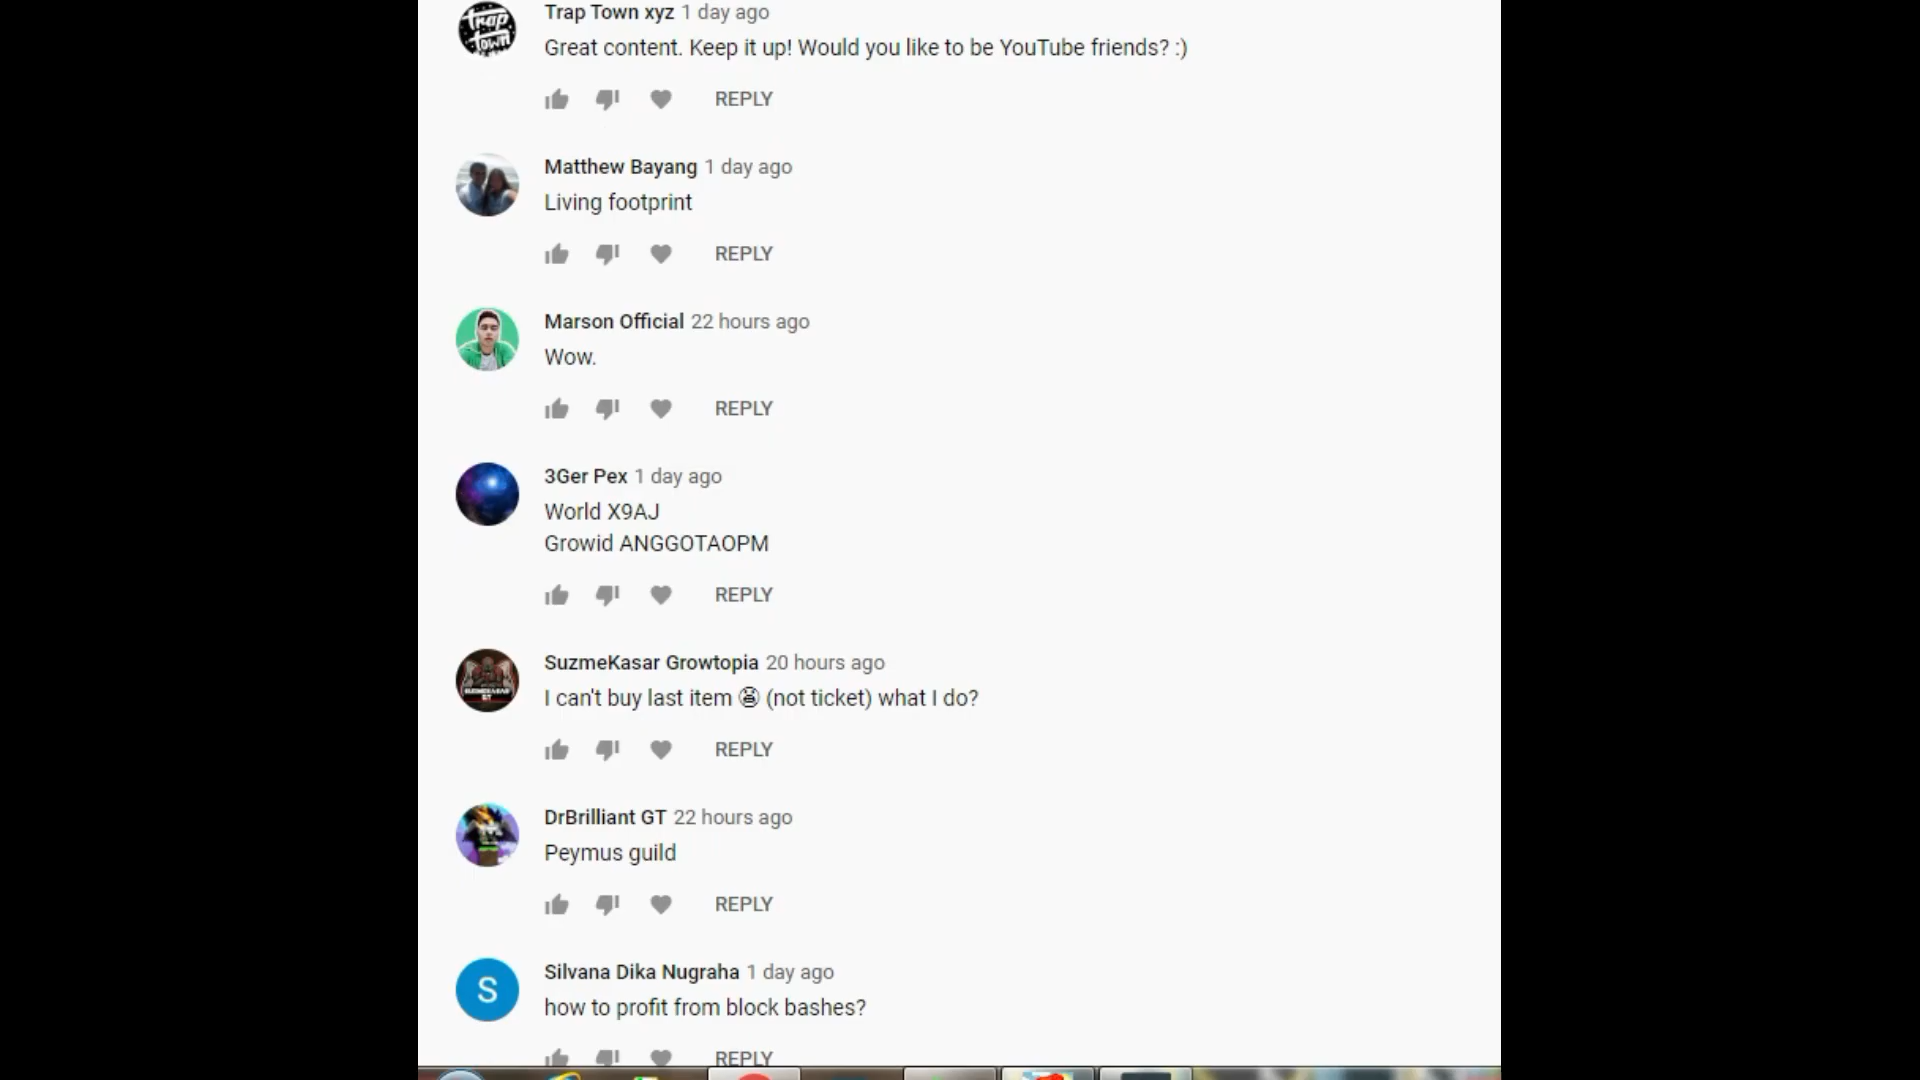 Trap Town xyz 1 day ago
Great content. Keep it up! Would you like to be YouTube friends? :)
REPLY
Matthew Bayang 1 day ago
Living footprint
REPLY
Marson Official 22 hours ago
Wow.
REPLY
3Ger Pex 1 day ago
World X9AJ
Growid ANGGOTAOPM
REPLY
SuzmeKasar Growtopia 20 hours ago
I can't buy last item 😫 (not ticket) what I do?
REPLY
DrBrilliant GT 22 hours ago
Peymus guild
REPLY
S
Silvana Dika Nugraha 1 day ago
how to profit from block bashes?
REPLY
trap
town